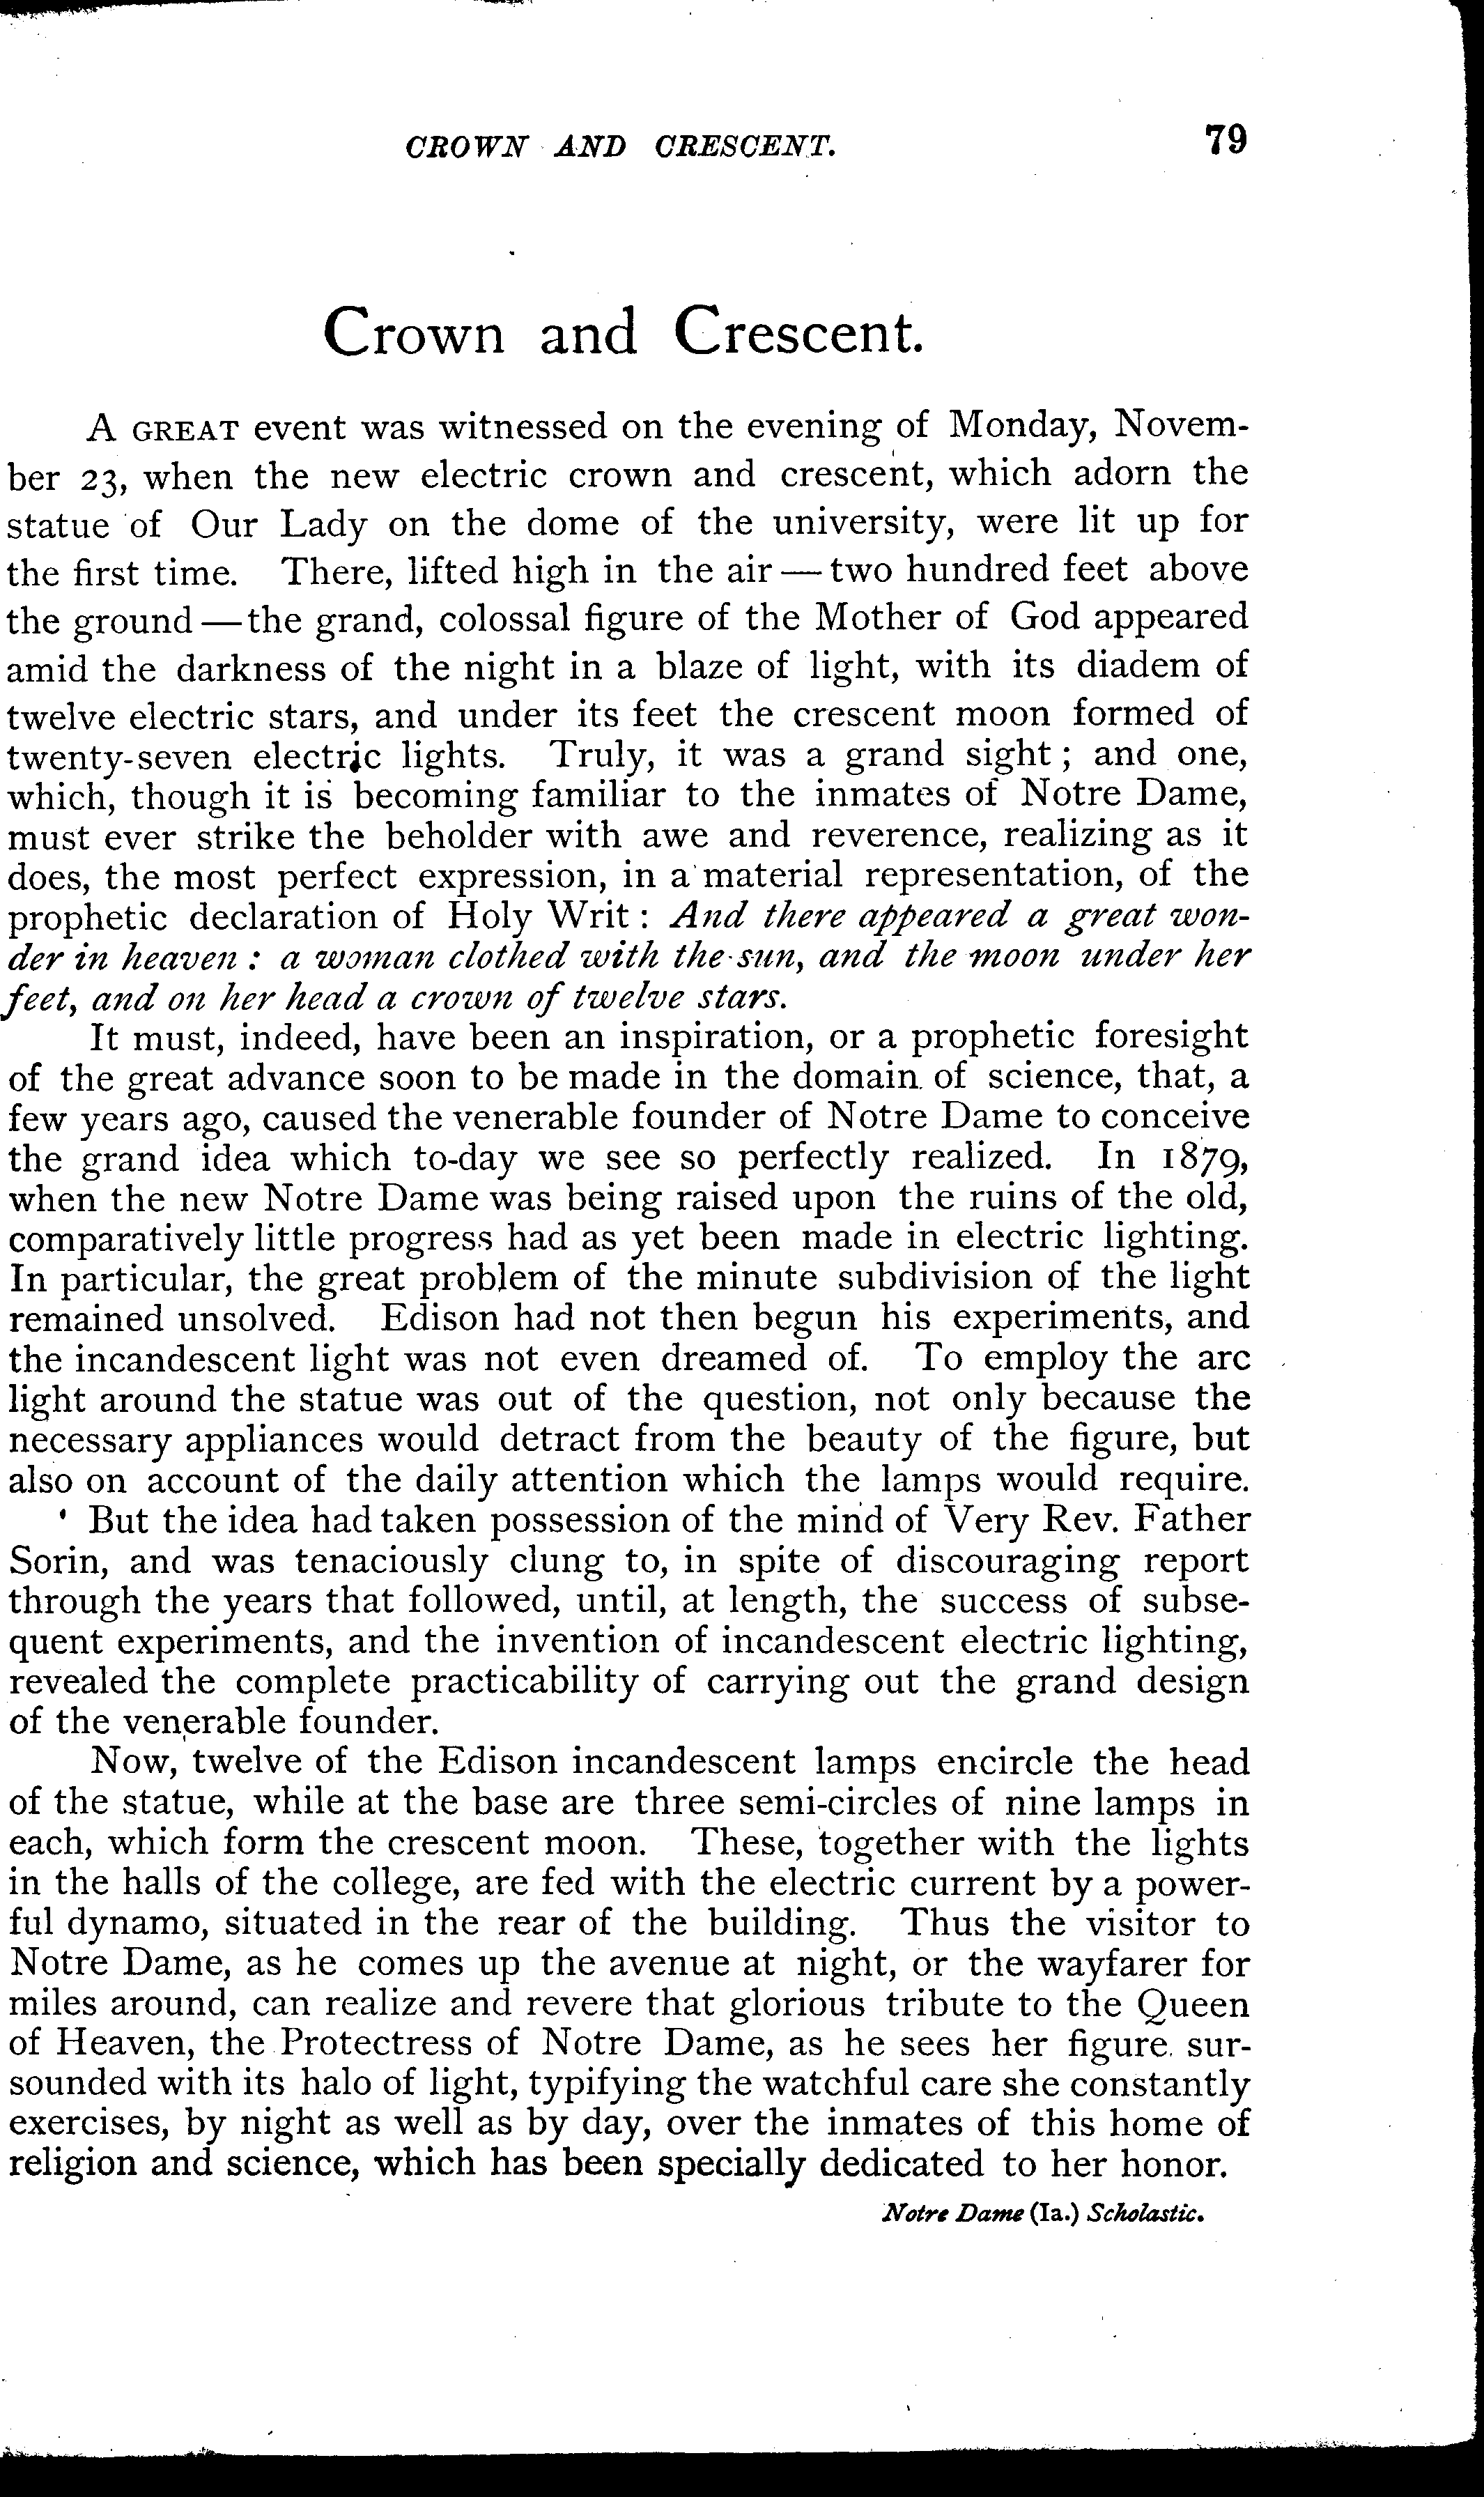 CROWN AND CRESCENT. 79
Crown and Crescent.
A GREAT event was witnessed on the evening of Monday, Novem-
ber 23, when the new electric crown and crescent, which adorn the
statue of Our Lady on the dome of the university, were lit up for
the first time. There, lifted high in the air — two hundred feet above
the ground — the grand, colossal figure of the Mother of God appeared
amid the darkness of the night in a blaze of light, with its diadem of
twelve electric stars, and under its feet the crescent moon formed of
twenty-seven electric lights. Truly, it was a grand sight ; and one,
which, though it is becoming familiar to the inmates of Notre Dame,
must ever strike the beholder with awe and reverence, realizing as it
does, the most perfect expression, in a material representation, of the
prophetic declaration of Holy Writ : And there appeared a great won-
der in heaven : a woman clothed with the sun, and the moon under her
feet, and on her head a crown of twelve stars.
It must, indeed, have been an inspiration, or a prophetic foresight
of the great advance soon to be made in the domain of science, that, a
few years ago, caused the venerable founder of Notre Dame to conceive
the grand idea which to-day we see so perfectly realized. In 1879,
when the new Notre Dame was being raised upon the ruins of the old,
comparatively little progress had as yet been made in electric lighting.
In particular, the great problem of the minute subdivision of the light
remained unsolved. Edison had not then begun his experiments, and
the incandescent light was not even dreamed of. To employ the arc
light around the statue was out of the question, not only because the
necessary appliances would detract from the beauty of the figure, but
also on account of the daily attention which the lamps would require.
But the idea had taken possession of the mind of Very Rev. Father
Sorin, and was tenaciously clung to, in spite of discouraging report
through the years that followed, until, at length, the success of subse-
quent experiments, and the invention of incandescent electric lighting,
revealed the complete practicability of carrying out the grand design
of the venerable founder.
Now, twelve of the Edison incandescent lamps encircle the head
of the statue, while at the base are three semi-circles of nine lamps in
each, which form the crescent moon. These, together with the lights
in the halls of the college, are fed with the electric current by a power-
ful dynamo, situated in the rear of the building. Thus the visitor to
Notre Dame, as he comes up the avenue at night, or the wayfarer for
miles around, can realize and revere that glorious tribute to the Queen
of Heaven, the Protectress of Notre Dame, as he sees her figure sur-
sounded with its halo of light, typifying the watchful care she constantly
exercises, by night as well as by day, over the inmates of this home of
religion and science, which has been specially dedicated to her honor.
Notre Dame (Ia.) Scholastic.